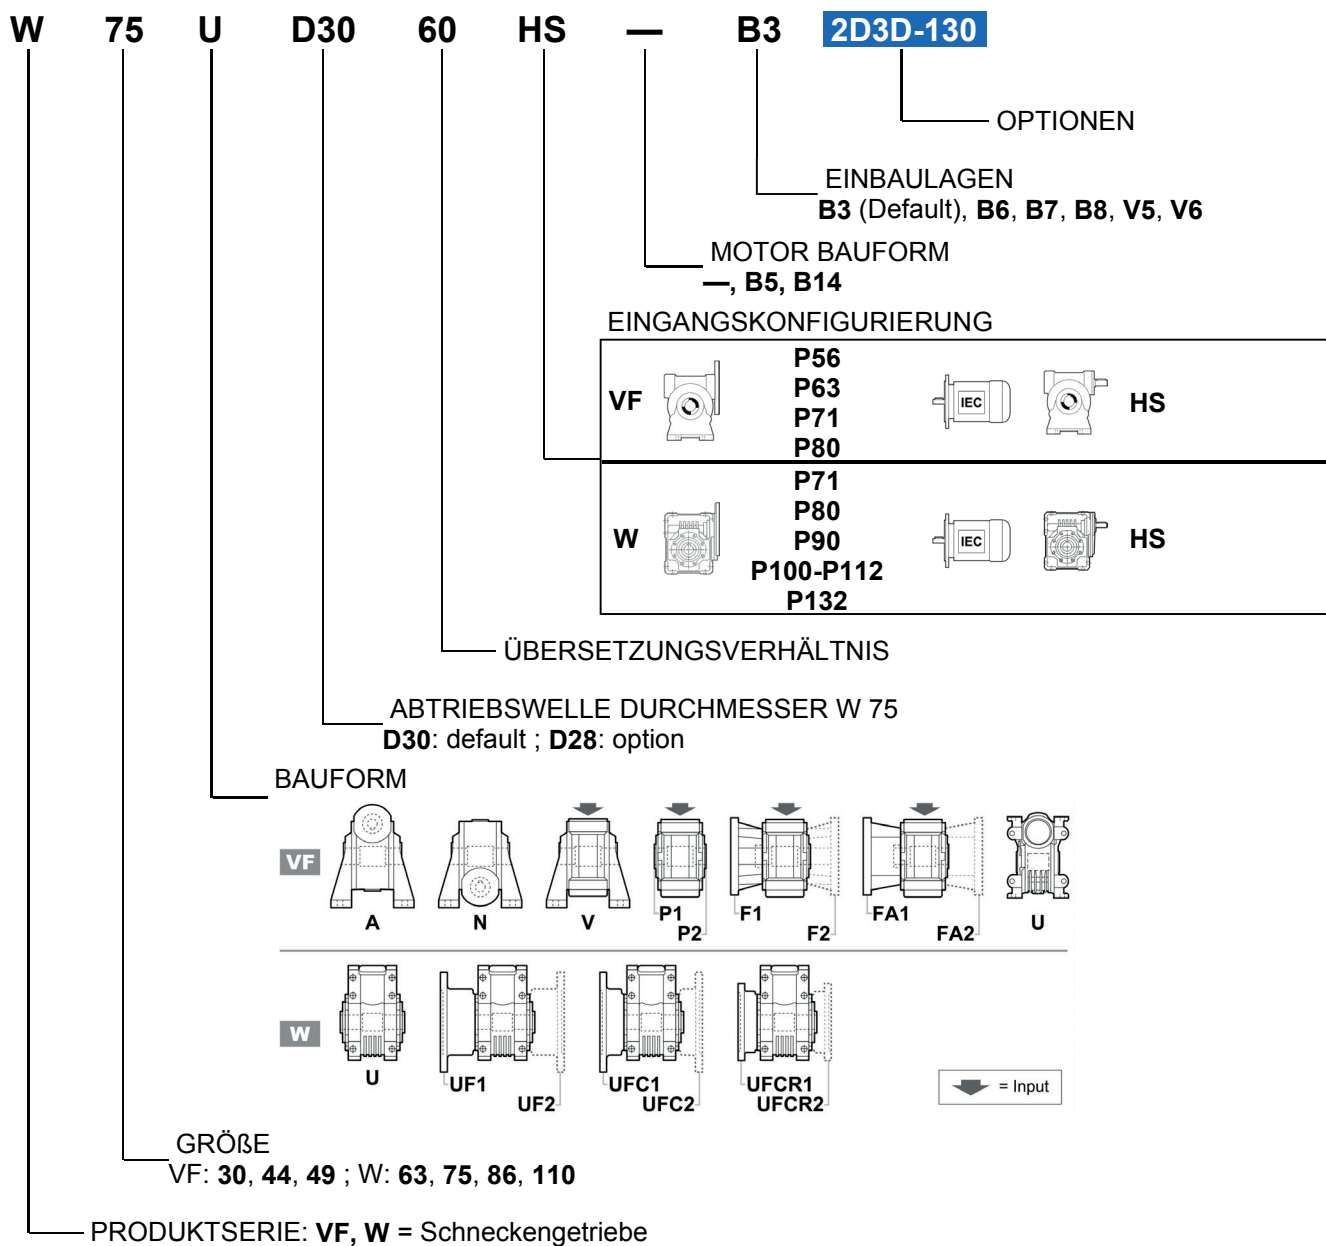 W 75 U D30 60 HS — B3 2D3D-130
OPTIONEN
EINBAULAGEN
B3 (Default), B6, B7, B8, V5, V6
MOTOR BAUFORM
—, B5, B14
EINGANGSKONFIGURIERUNG
P56
P63
VF IEC HS
P71
P80
P71
P80
W P90 IEC HS
P100-P112
P132
ÜBERSETZUNGSVERHÄLTNIS
ABTRIEBSWELLE DURCHMESSER W 75
D30: default ; D28: option
BAUFORM
VF
A N V P1 P2 F1 F2 FA1 FA2 U
W
U UF1 UF2 UFC1 UFC2 UFCR1 UFCR2
= Input
GRÖßE
VF: 30, 44, 49 ; W: 63, 75, 86, 110
PRODUKTSERIE: VF, W = Schneckengetriebe